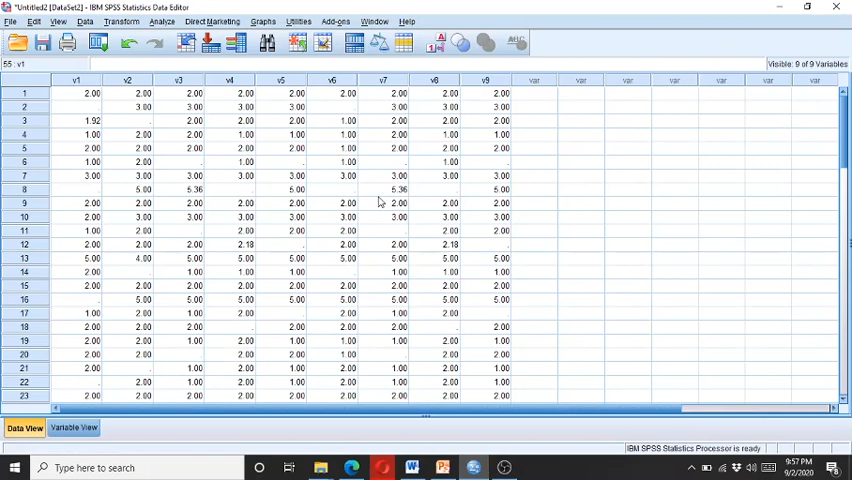 *Untitled2 [DataSet2] - IBM SPSS Statistics Data Editor
File Edit View Data Transform Analyze Direct Marketing Graphs Utilities Add-ons Window Help
55 : v1 Visible: 9 of 9 Variables
v1 v2 v3 v4 v5 v6 v7 v8 v9 var var var var var var var
1 2.00 2.00 2.00 2.00 2.00 2.00 2.00 2.00 2.00
2 . 3.00 3.00 3.00 3.00 . 3.00 3.00 3.00
3 1.92 . 2.00 2.00 2.00 1.00 2.00 2.00 2.00
4 1.00 2.00 2.00 1.00 1.00 1.00 2.00 1.00 1.00
5 2.00 2.00 2.00 2.00 2.00 1.00 2.00 2.00 2.00
6 1.00 2.00 . 1.00 . 1.00 . 1.00 .
7 3.00 3.00 3.00 3.00 3.00 3.00 3.00 3.00 3.00
8 . 5.00 5.36 . 5.00 . 5.36 . 5.00
9 2.00 2.00 2.00 2.00 2.00 2.00 2.00 2.00 2.00
10 2.00 3.00 3.00 3.00 3.00 3.00 3.00 3.00 3.00
11 1.00 2.00 . 2.00 2.00 2.00 . 2.00 2.00
12 2.00 2.00 2.00 2.18 . 2.00 2.00 2.18 .
13 5.00 4.00 5.00 5.00 5.00 5.00 5.00 5.00 5.00
14 2.00 . 1.00 1.00 1.00 . 1.00 1.00 1.00
15 2.00 2.00 2.00 2.00 2.00 2.00 2.00 2.00 2.00
16 . 5.00 5.00 5.00 5.00 5.00 5.00 5.00 5.00
17 1.00 2.00 1.00 2.00 . 2.00 1.00 2.00 .
18 2.00 2.00 2.00 . 2.00 2.00 2.00 . 2.00
19 2.00 2.00 1.00 2.00 1.00 1.00 1.00 2.00 1.00
20 2.00 2.00 . 2.00 2.00 1.00 . 2.00 2.00
21 2.00 . 1.00 2.00 1.00 2.00 1.00 2.00 1.00
22 . 2.00 1.00 2.00 1.00 2.00 1.00 2.00 1.00
23 2.00 2.00 2.00 2.00 2.00 2.00 2.00 2.00 2.00
Data View Variable View
IBM SPSS Statistics Processor is ready
Type here to search
9:57 PM
9/2/2020